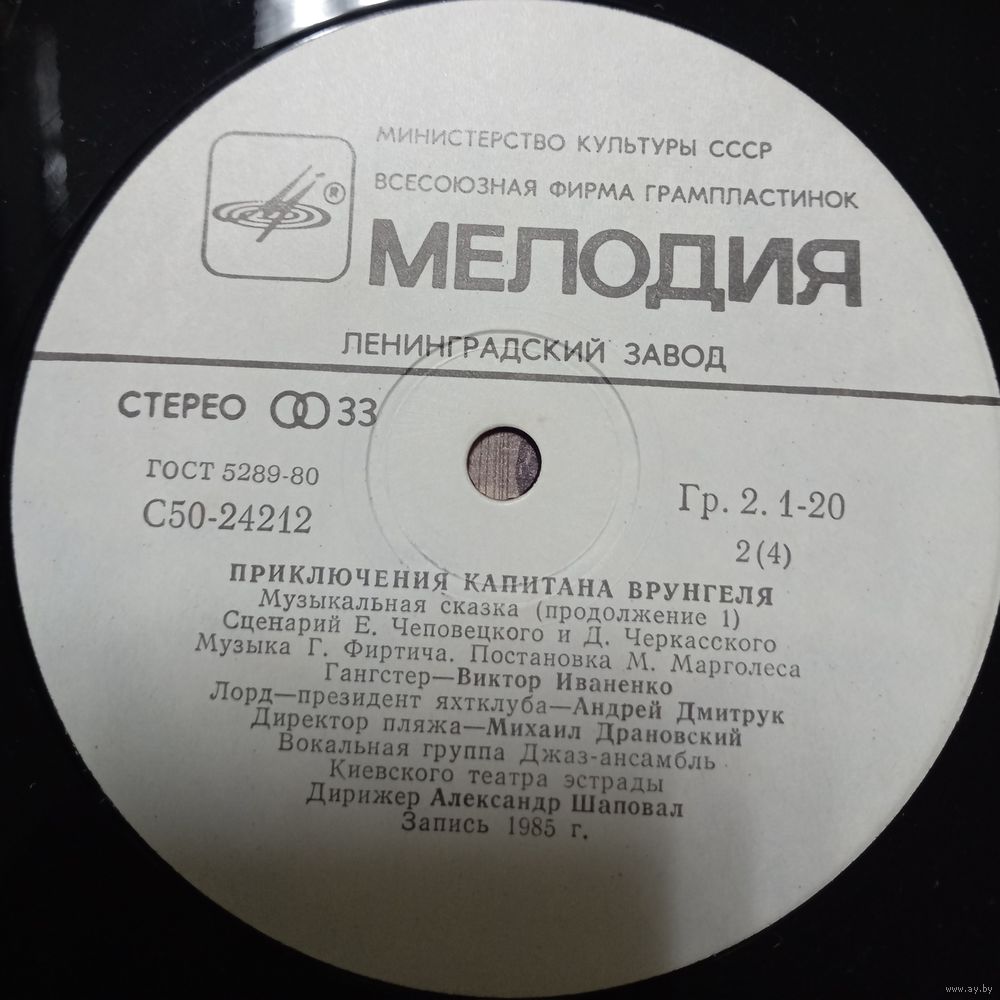 МИНИСТЕРСТВО КУЛЬТУРЫ СССР
ВСЕСОЮЗНАЯ ФИРМА ГРАМПЛАСТИНОК
®
МЕЛОДИЯ
ЛЕНИНГРАДСКИЙ ЗАВОД
СТЕРЕО 33
ГОСТ 5289-80
С50-24212
Гр. 2. 1-20
2 (4)
ПРИКЛЮЧЕНИЯ КАПИТАНА ВРУНГЕЛЯ
Музыкальная сказка (продолжение 1)
Сценарий Е. Чеповецкого и Д. Черкасского
Музыка Г. Фиртича. Постановка М. Марголеса
Гангстер—Виктор Иваненко
Лорд—президент яхтклуба—Андрей Дмитрук
Директор пляжа—Михаил Драновский
Вокальная группа Джаз-ансамбль
Киевского театра эстрады
Дирижер Александр Шаповал
Запись 1985 г.
www.ay.by